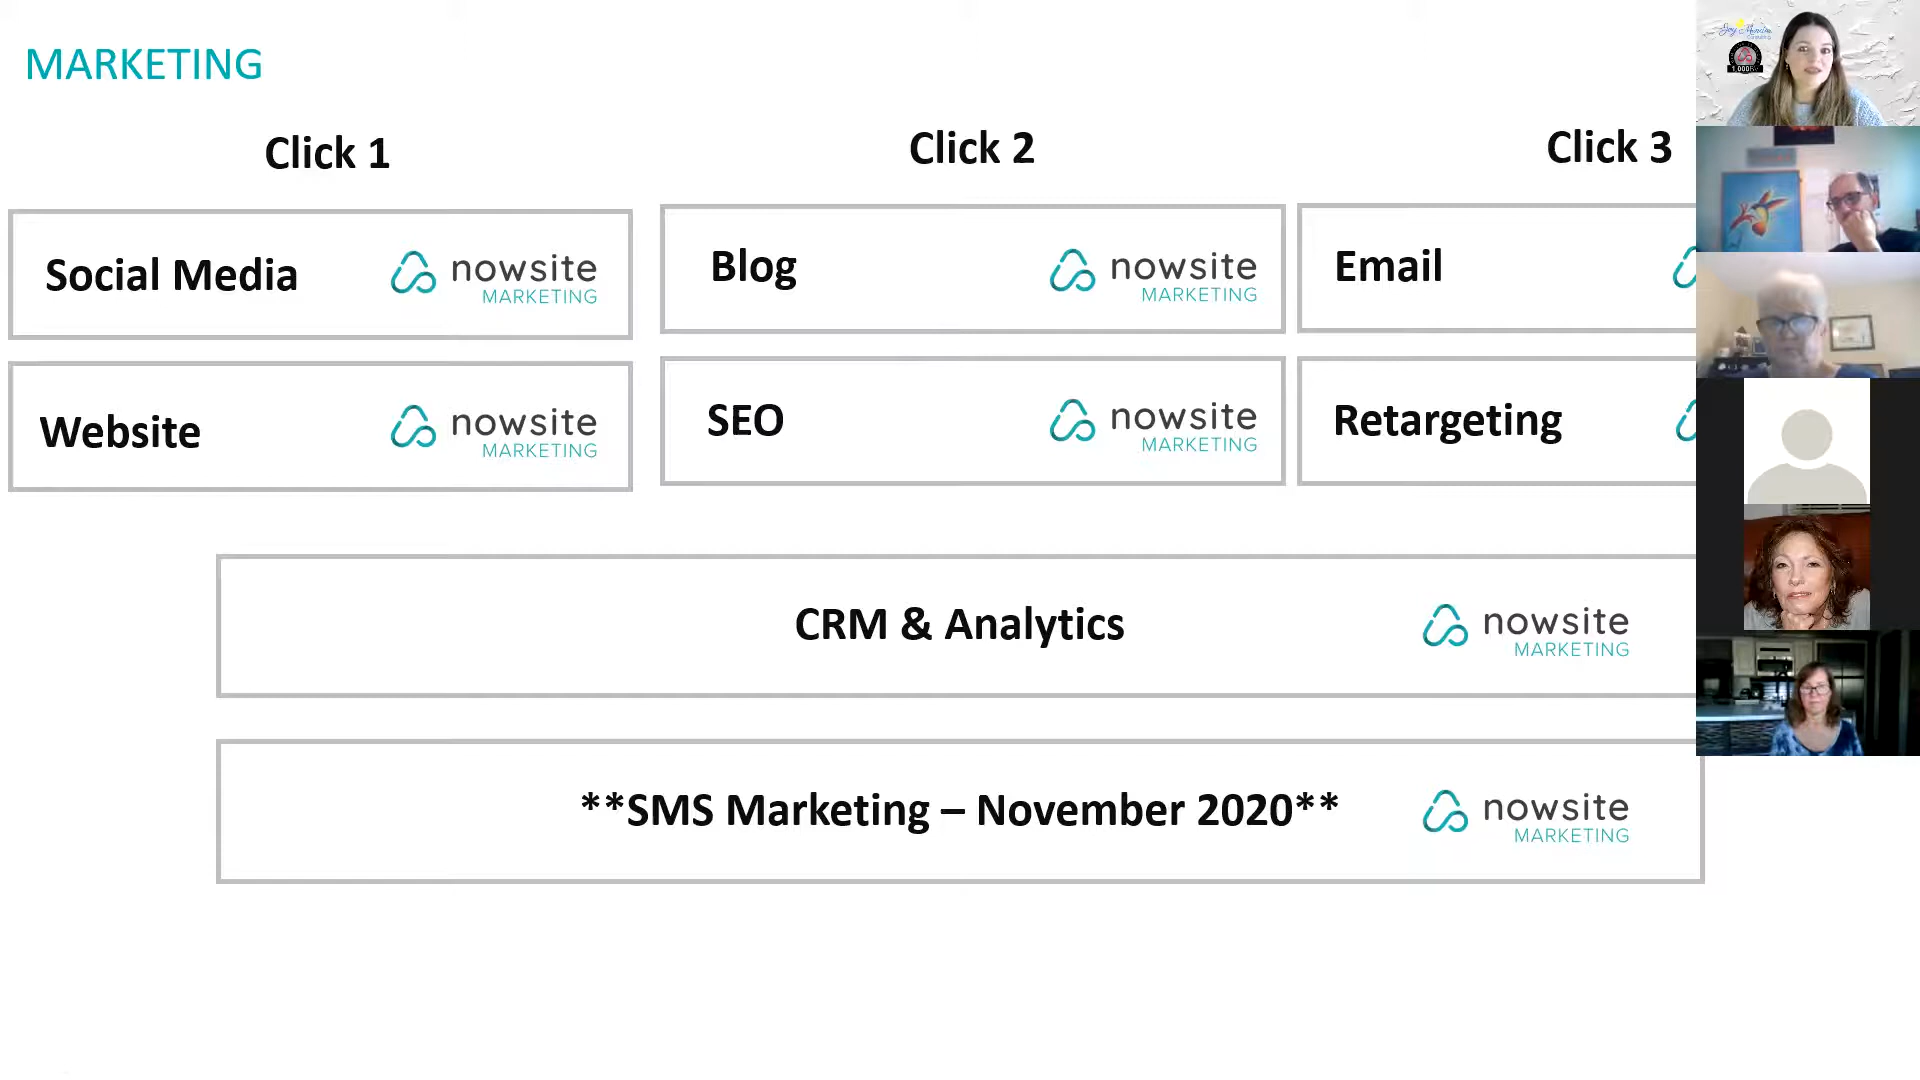 MARKETING
Click 1
Click 2
Click 3
Social Media
nowsite
MARKETING
Blog
nowsite
MARKETING
Email
Website
nowsite
MARKETING
SEO
nowsite
MARKETING
Retargeting
CRM & Analytics
nowsite
MARKETING
**SMS Marketing – November 2020**
nowsite
MARKETING